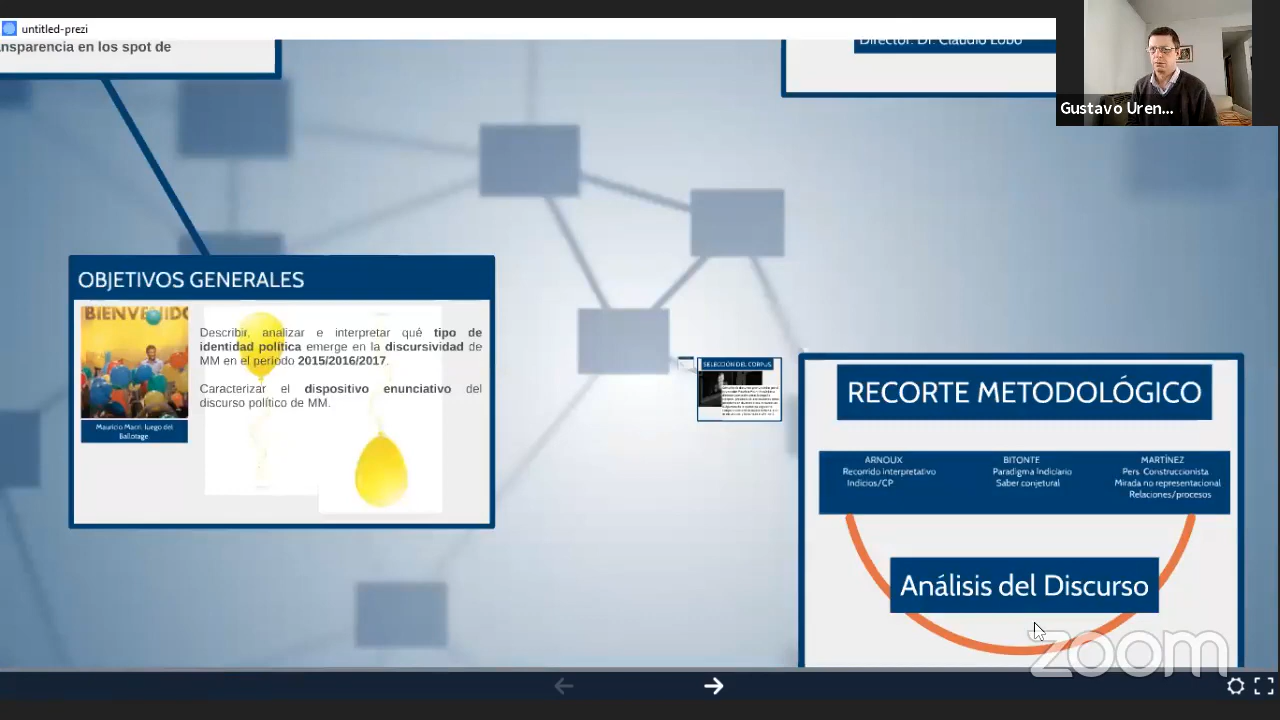 untitled-prezi
nsparencia en los spot de
Director: Dr. Claudio Lobo
Gustavo Uren...
OBJETIVOS GENERALES
BIENVENIDO
Describir, analizar e interpretar qué tipo de
identidad política emerge en la discursividad de
MM en el período 2015/2016/2017.
Caracterizar el dispositivo enunciativo del
discurso político de MM.
Mauricio Macri, luego del
Ballotage
SELECCIÓN DEL CORPUS
RECORTE METODOLÓGICO
ARNOUX
Recorrido interpretativo
Indicios/CP
BITONTE
Paradigma Indiciario
Saber conjetural
MARTÍNEZ
Pers. Construccionista
Mirada no representacional
Relaciones/procesos
Análisis del Discurso
zoom